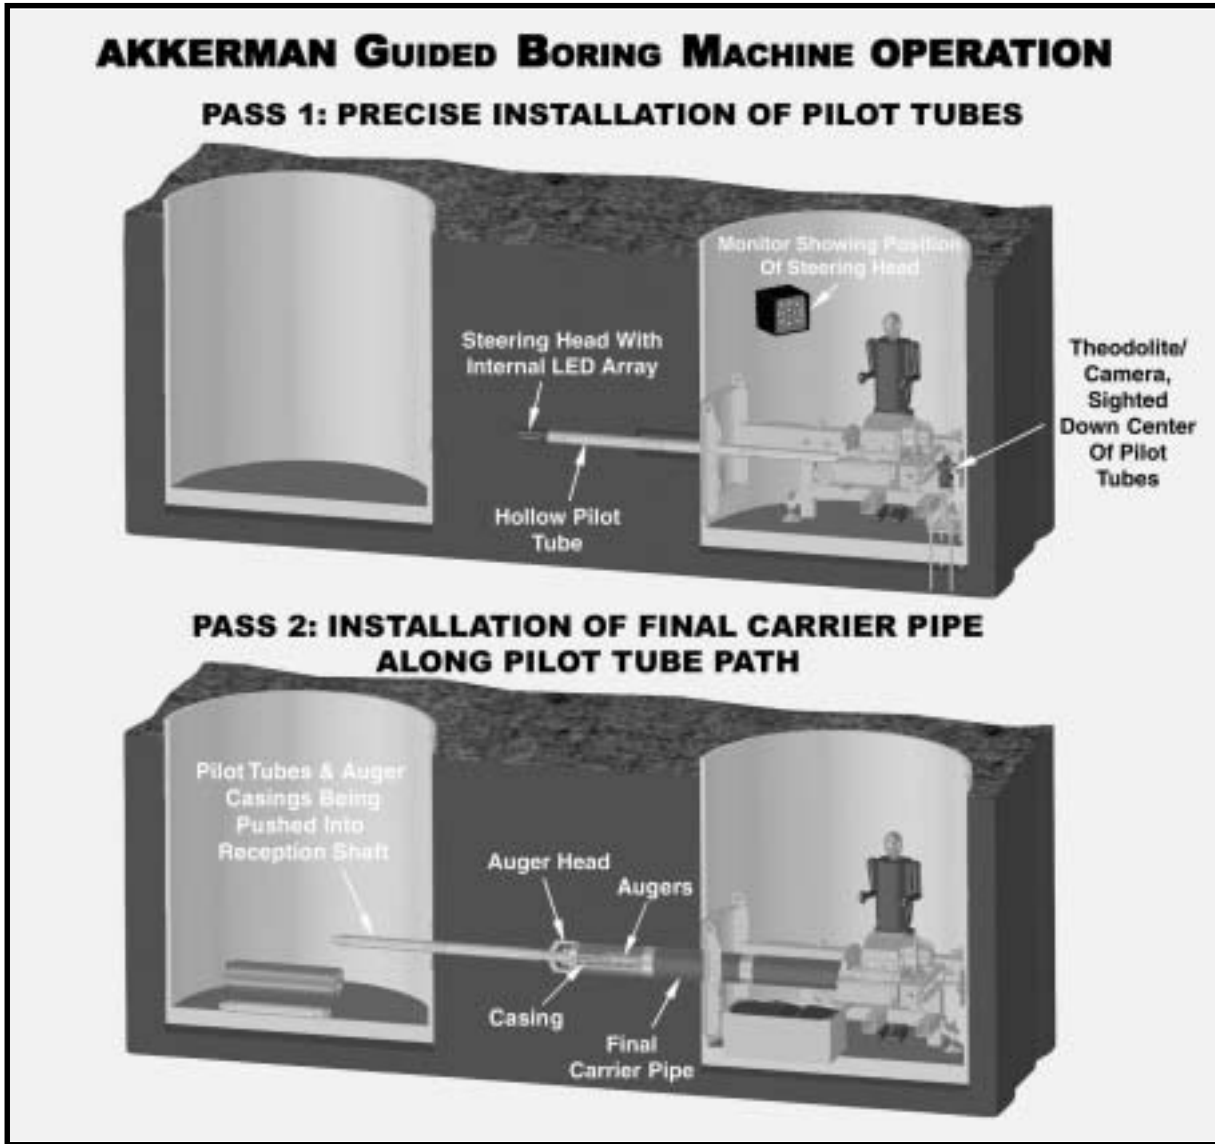 AKKERMAN GUIDED BORING MACHINE OPERATION
PASS 1: PRECISE INSTALLATION OF PILOT TUBES
Monitor Showing Position
Of Steering Head
Steering Head With
Internal LED Array
Theodolite/
Camera,
Sighted
Down Center
Of Pilot
Tubes
Hollow Pilot
Tube
PASS 2: INSTALLATION OF FINAL CARRIER PIPE
ALONG PILOT TUBE PATH
Pilot Tubes & Auger
Casings Being
Pushed Into
Reception Shaft
Auger Head
Augers
Casing
Final
Carrier Pipe